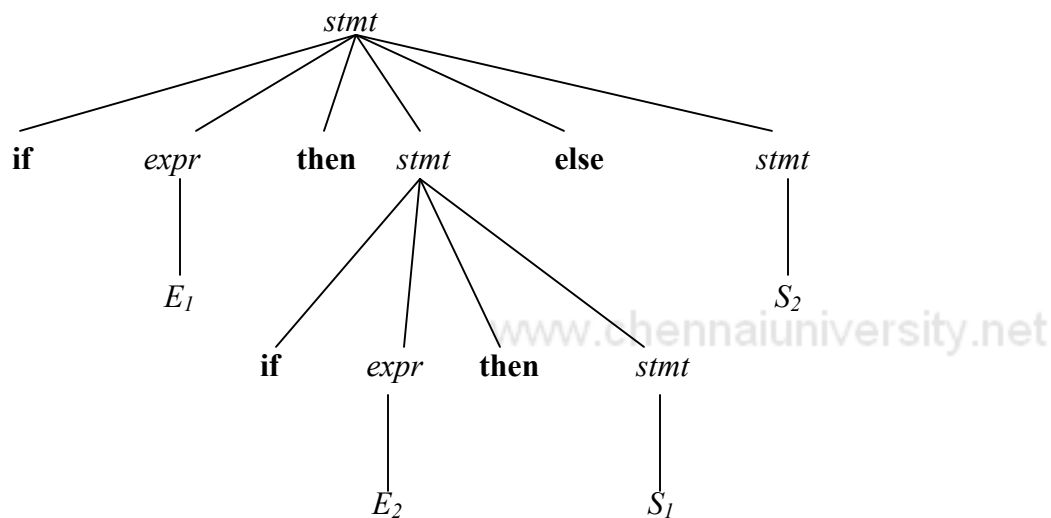 stmt
if expr then stmt else stmt
E1 S2
www.chennaiuniversity.net
if expr then stmt
E2 S1